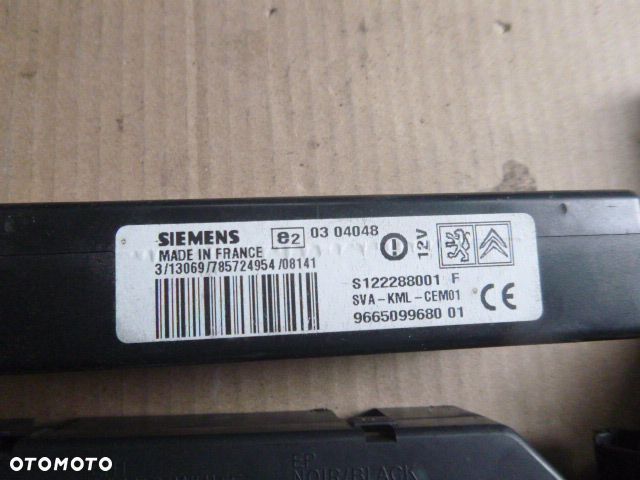 SIEMENS e2 03 04048
MADE IN FRANCE
3/13069/785724954/08141
12V
S122288001 F
SVA-KML-CEM01
9665099680 01
CE
EP
NOIR/BLACK
OTOMOTO